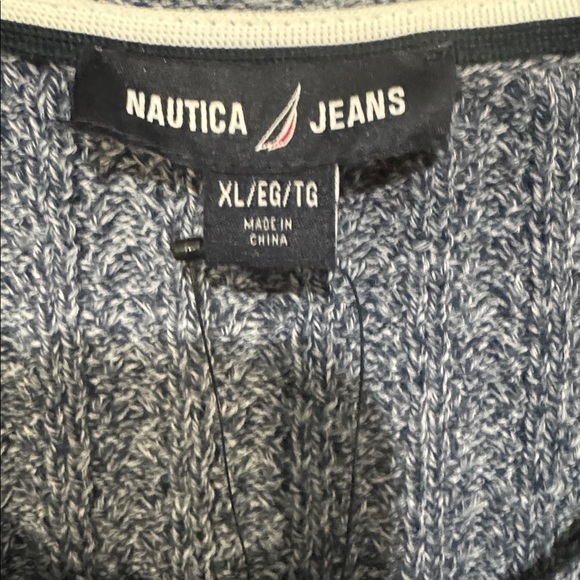 NAUTICA JEANS
XL/EG/TG
MADE IN
CHINA